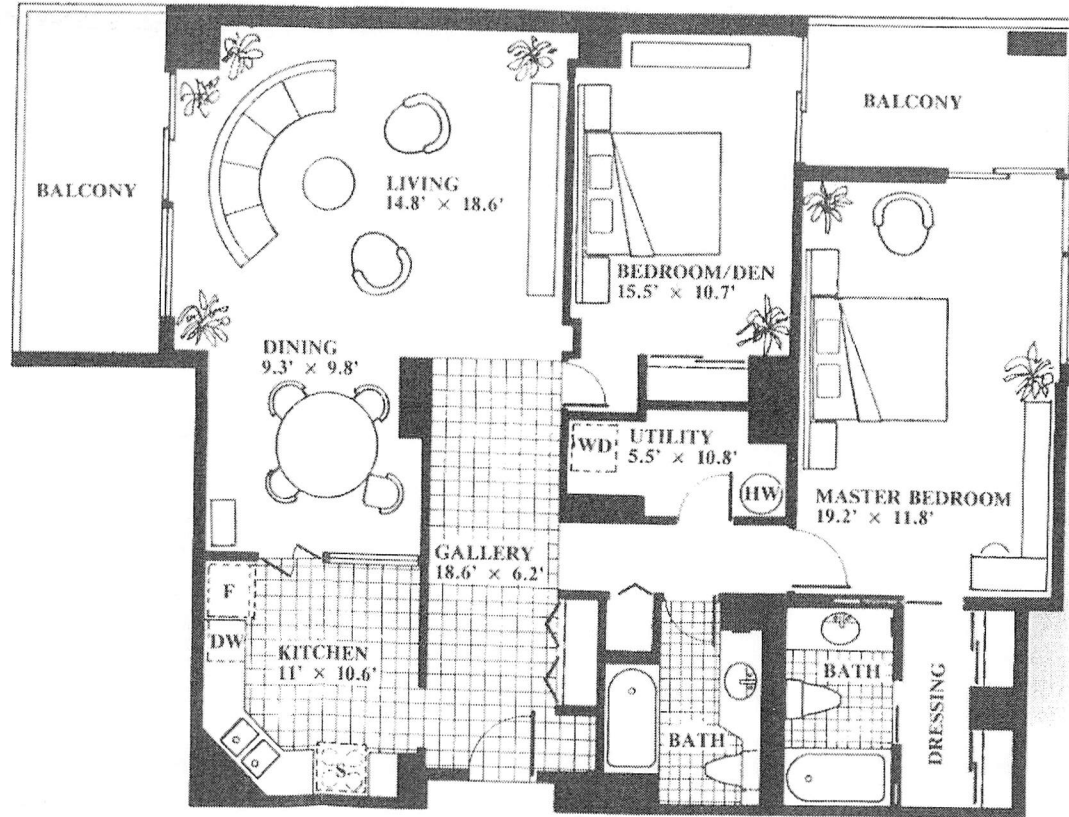 BALCONY
LIVING
14.8' × 18.6'
BEDROOM/DEN
15.5' × 10.7'
BALCONY
DINING
9.3' × 9.8'
WD
UTILITY
5.5' × 10.8'
HW
MASTER BEDROOM
19.2' × 11.8'
GALLERY
18.6' × 6.2'
F
DW
KITCHEN
11' × 10.6'
S
BATH
BATH
DRESSING